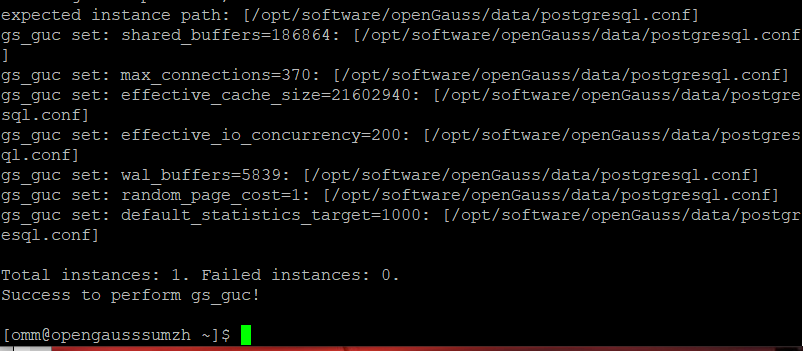 expected instance path: [/opt/software/openGauss/data/postgresql.conf]
gs_guc set: shared_buffers=186864: [/opt/software/openGauss/data/postgresql.conf
]
gs_guc set: max_connections=370: [/opt/software/openGauss/data/postgresql.conf]
gs_guc set: effective_cache_size=21602940: [/opt/software/openGauss/data/postgre
sql.conf]
gs_guc set: effective_io_concurrency=200: [/opt/software/openGauss/data/postgres
ql.conf]
gs_guc set: wal_buffers=5839: [/opt/software/openGauss/data/postgresql.conf]
gs_guc set: random_page_cost=1: [/opt/software/openGauss/data/postgresql.conf]
gs_guc set: default_statistics_target=1000: [/opt/software/openGauss/data/postgr
esql.conf]
Total instances: 1. Failed instances: 0.
Success to perform gs_guc!
[omm@opengausssumzh ~]$